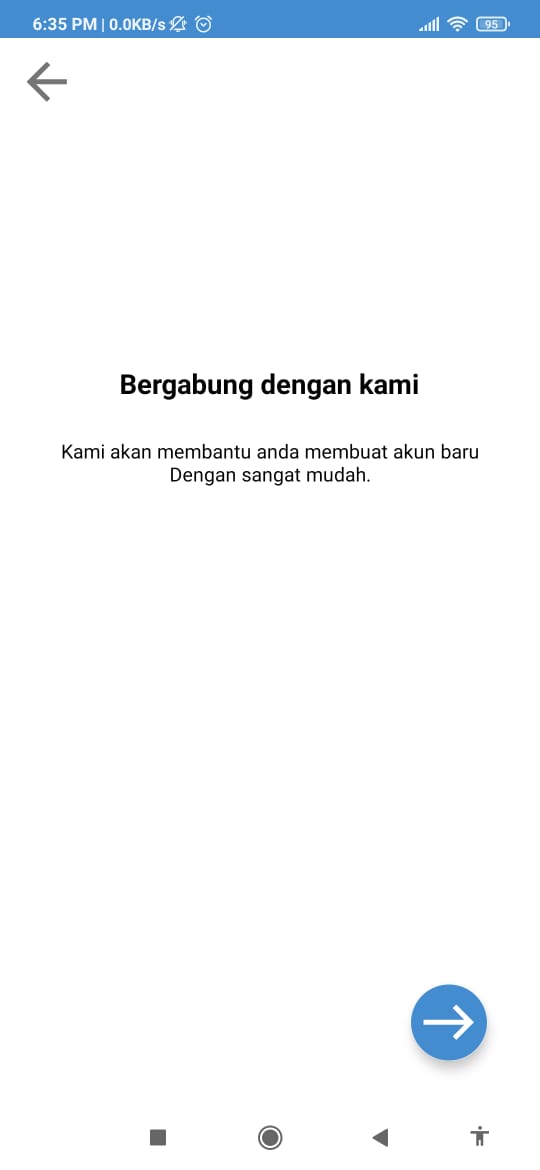 6:35 PM | 0.0KB/s
95
Bergabung dengan kami
Kami akan membantu anda membuat akun baru
Dengan sangat mudah.